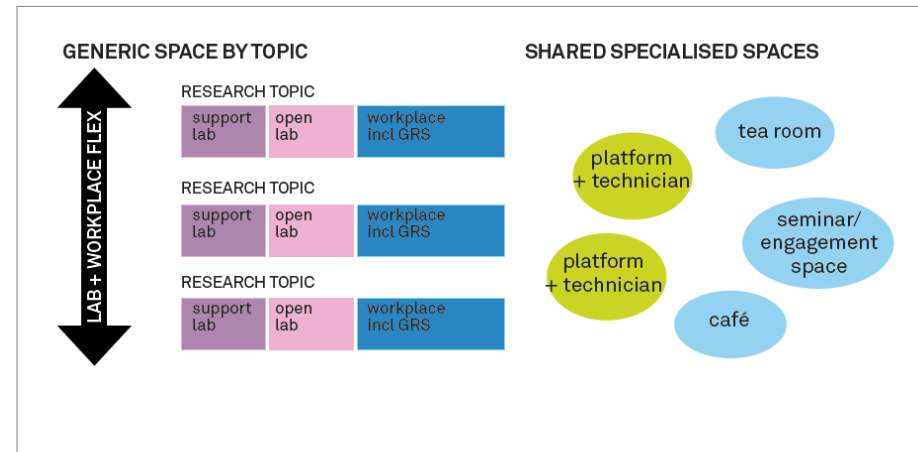 GENERIC SPACE BY TOPIC
LAB + WORKPLACE FLEX
RESEARCH TOPIC
support
lab
open
lab
workplace
incl GRS
RESEARCH TOPIC
support
lab
open
lab
workplace
incl GRS
RESEARCH TOPIC
support
lab
open
lab
workplace
incl GRS
SHARED SPECIALISED SPACES
tea room
platform
+ technician
seminar/
engagement
space
platform
+ technician
café